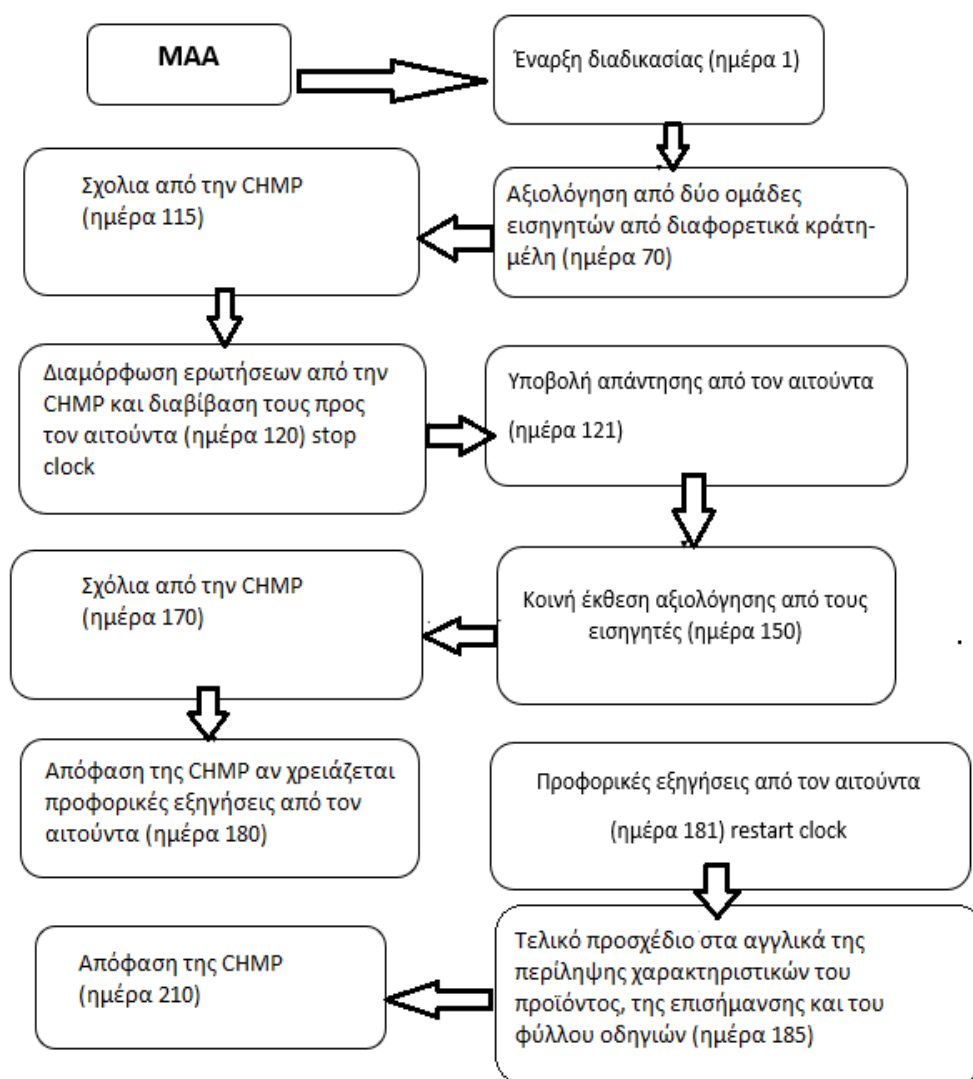 MAA
Έναρξη διαδικασίας (ημέρα 1)
Αξιολόγηση από δύο ομάδες
εισηγητών από διαφορετικά κράτη-
μέλη (ημέρα 70)
Σχολια από την CHMP
(ημέρα 115)
Διαμόρφωση ερωτήσεων από την
CHMP και διαβίβαση τους προς
τον αιτούντα (ημέρα 120) stop
clock
Υποβολή απάντησης από τον αιτούντα
(ημέρα 121)
Κοινή έκθεση αξιολόγησης από τους
εισηγητές (ημέρα 150)
Σχόλια από την CHMP
(ημέρα 170)
Απόφαση της CHMP αν χρειάζεται
προφορικές εξηγήσεις από τον
αιτούντα (ημέρα 180)
Προφορικές εξηγήσεις από τον αιτούντα
(ημέρα 181) restart clock
Τελικό προσχέδιο στα αγγλικά της
περίληψης χαρακτηριστικών του
προϊόντος, της επισήμανσης και του
φύλλου οδηγιών (ημέρα 185)
Απόφαση της CHMP
(ημέρα 210)